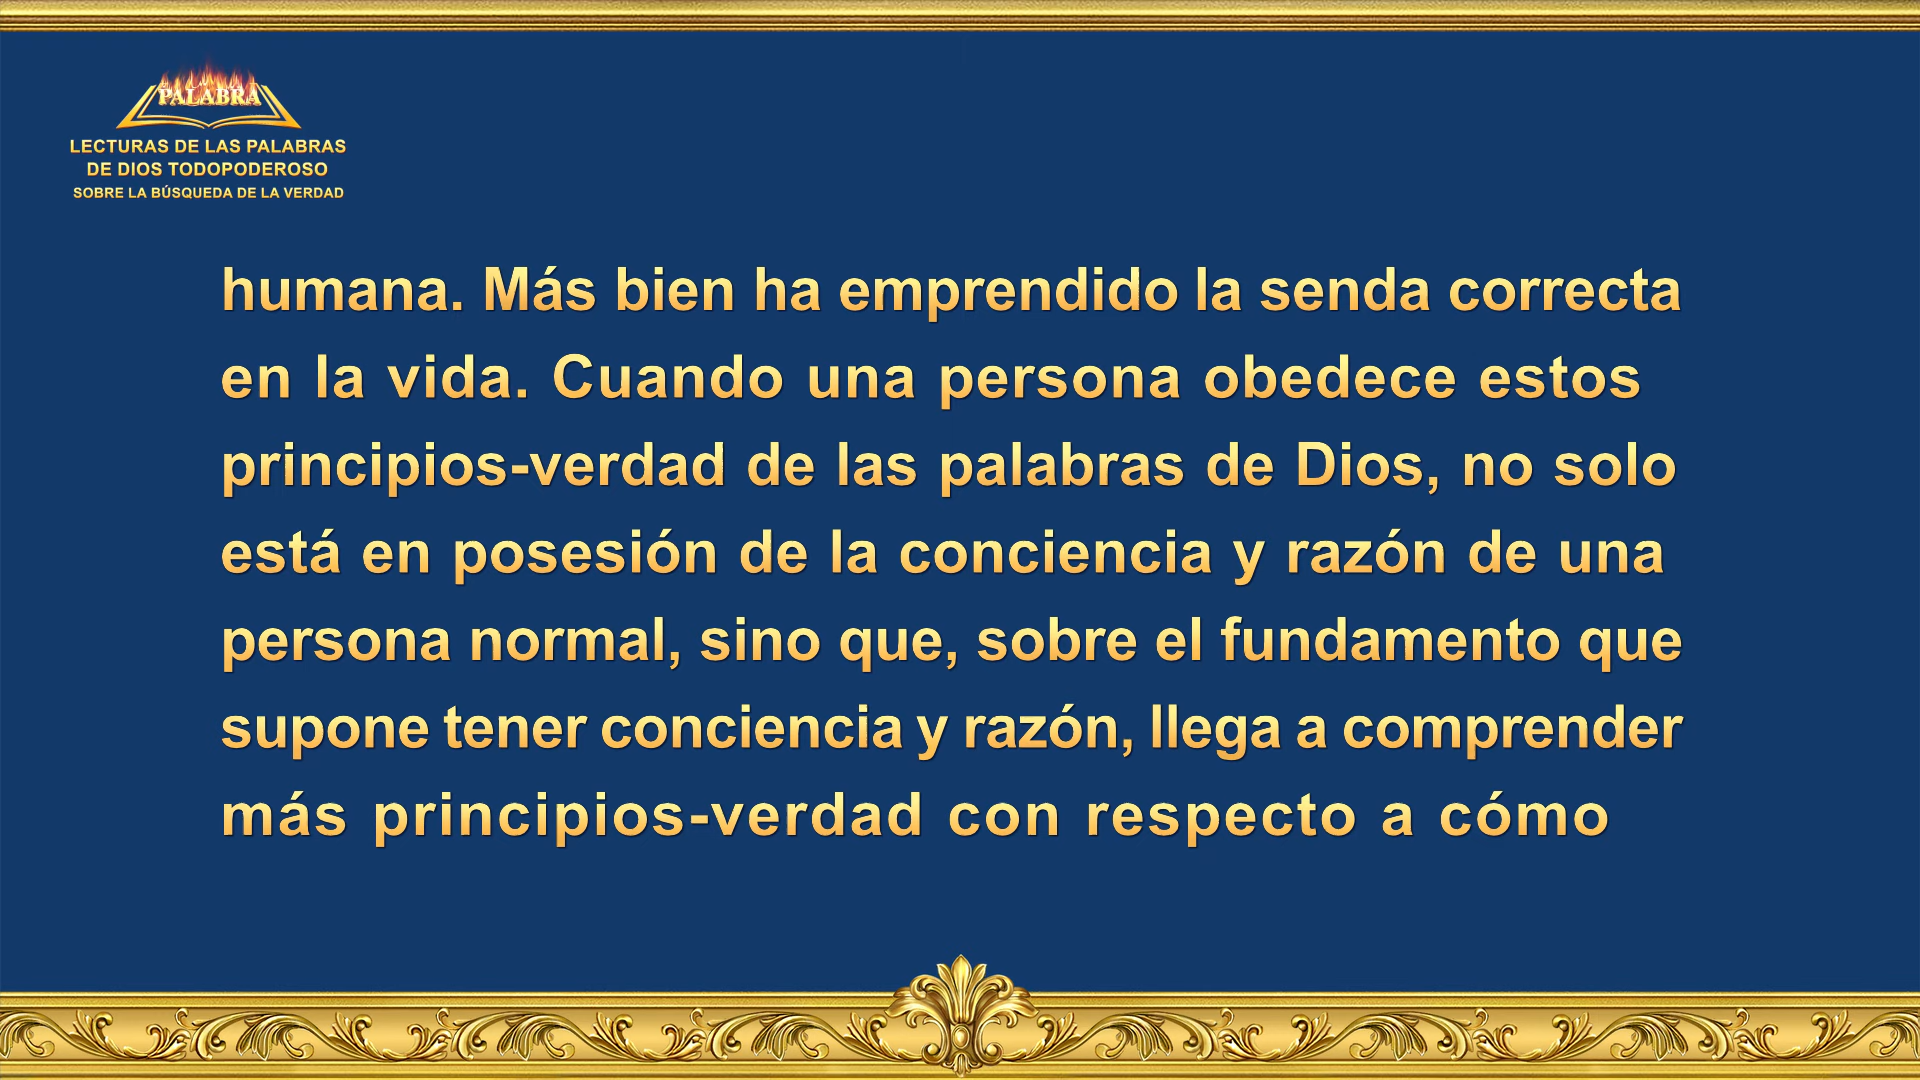 PALABRA
LECTURAS DE LAS PALABRAS
DE DIOS TODOPODEROSO
SOBRE LA BÚSQUEDA DE LA VERDAD
humana. Más bien ha emprendido la senda correcta
en la vida. Cuando una persona obedece estos
principios-verdad de las palabras de Dios, no solo
está en posesión de la conciencia y razón de una
persona normal, sino que, sobre el fundamento que
supone tener conciencia y razón, llega a comprender
más principios-verdad con respecto a cómo